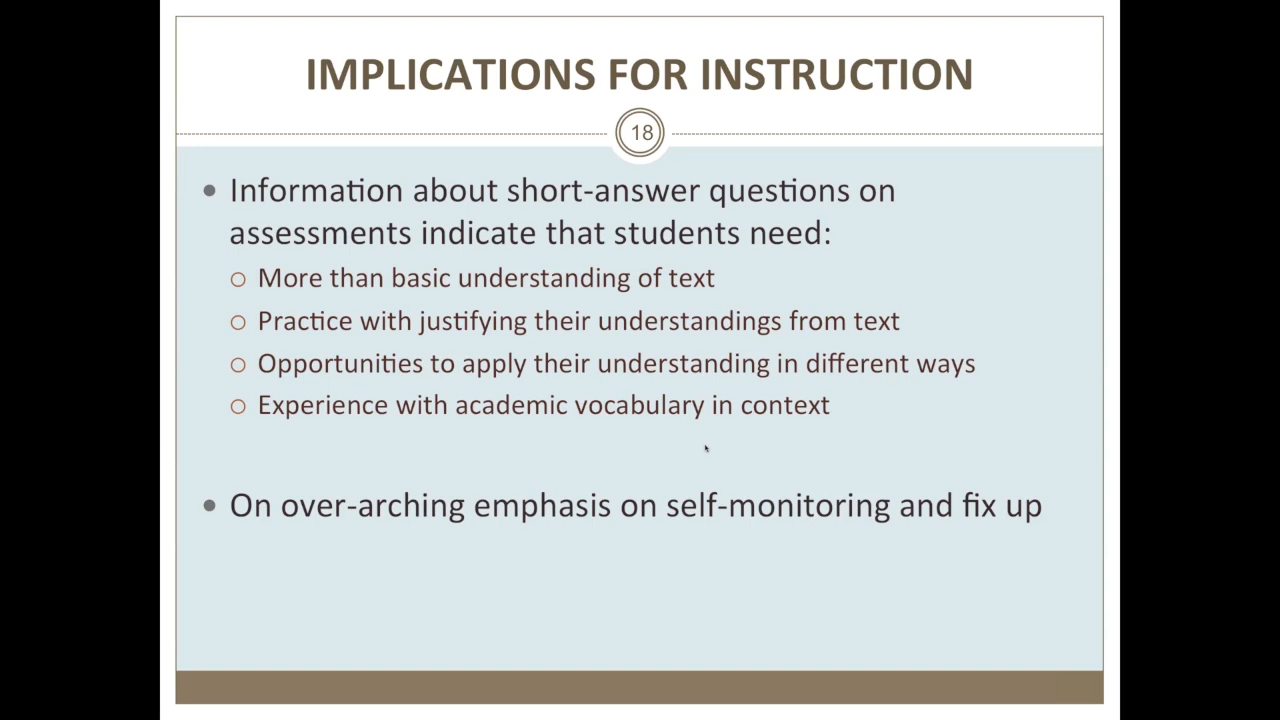 IMPLICATIONS FOR INSTRUCTION
18
• Information about short-answer questions on
assessments indicate that students need:
○ More than basic understanding of text
○ Practice with justifying their understandings from text
○ Opportunities to apply their understanding in different ways
○ Experience with academic vocabulary in context
• On over-arching emphasis on self-monitoring and fix up